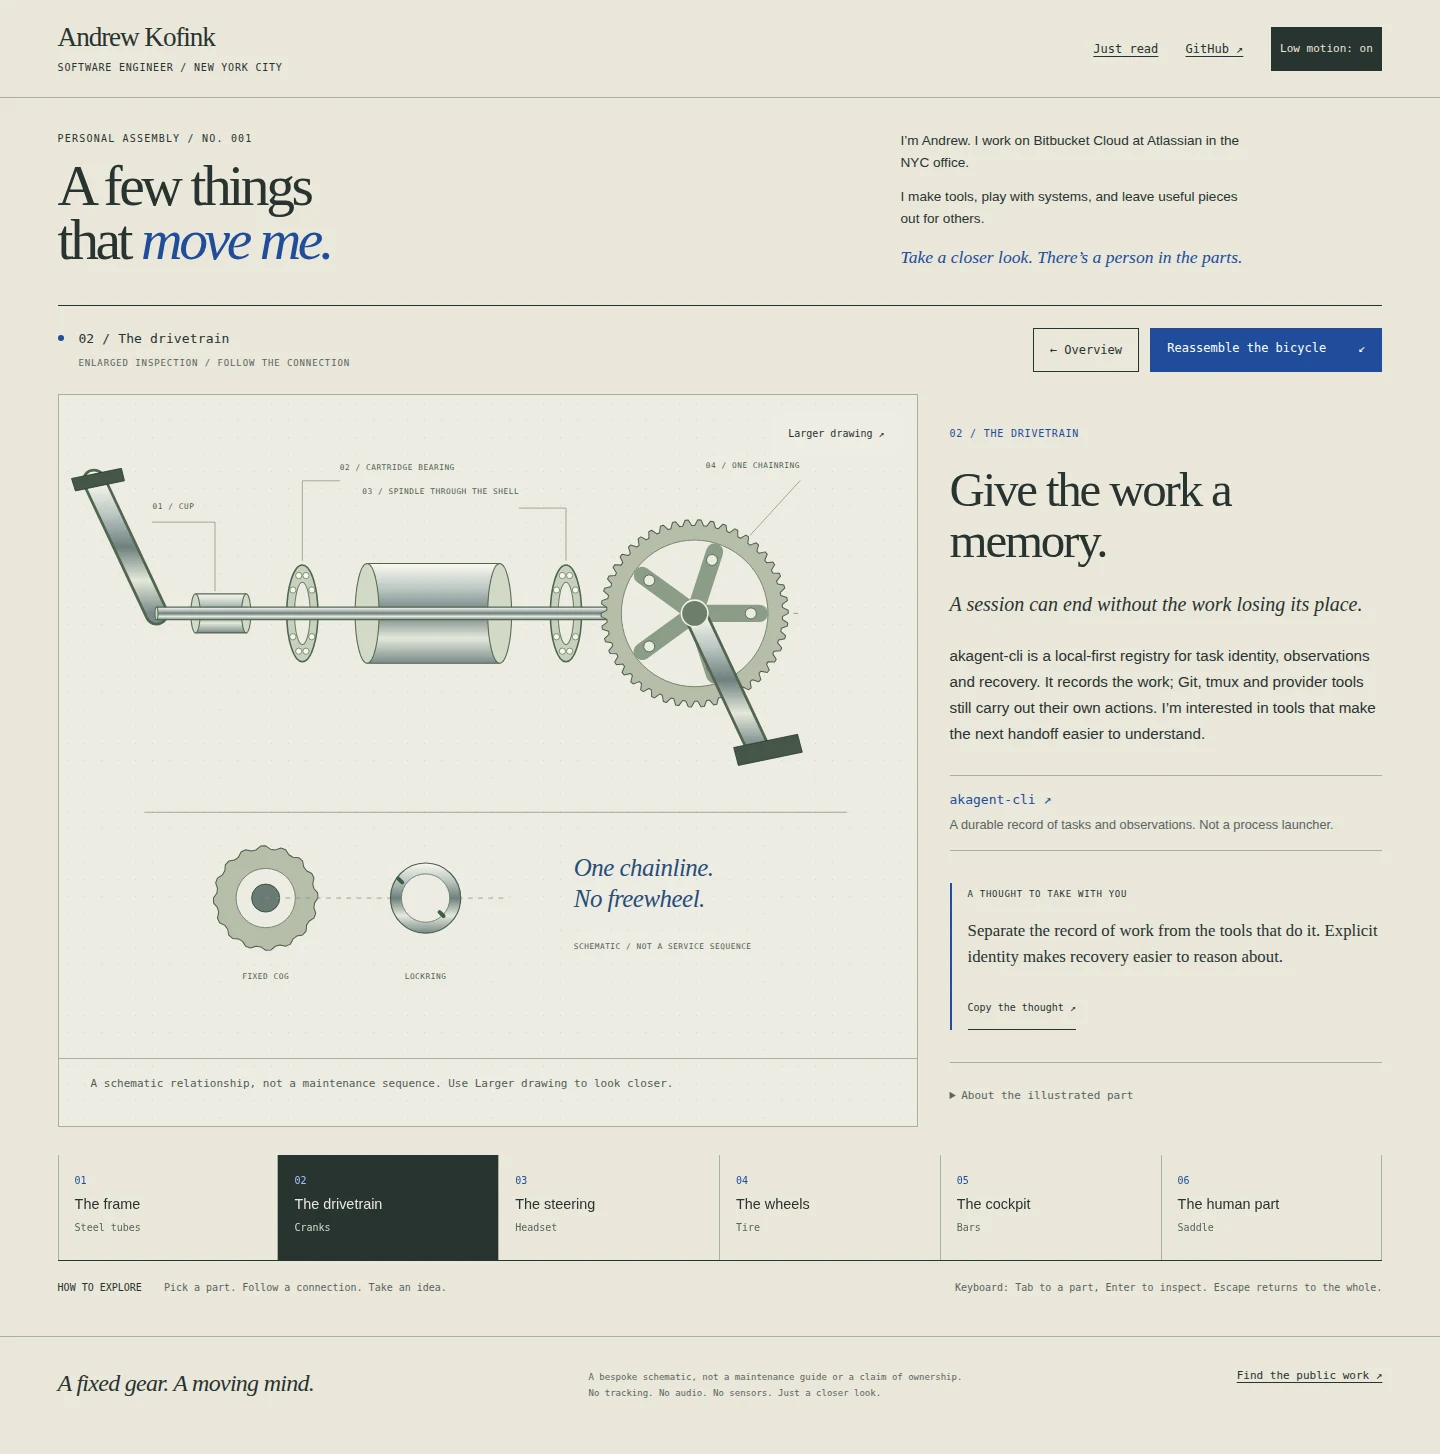 Andrew Kofink
SOFTWARE ENGINEER / NEW YORK CITY
Just read
GitHub ↗
Low motion: on
PERSONAL ASSEMBLY / NO. 001
A few things
that move me.
I’m Andrew. I work on Bitbucket Cloud at Atlassian in the
NYC office.
I make tools, play with systems, and leave useful pieces
out for others.
Take a closer look. There’s a person in the parts.
02 / The drivetrain
ENLARGED INSPECTION / FOLLOW THE CONNECTION
← Overview
Reassemble the bicycle ↙
Larger drawing ↗
02 / CARTRIDGE BEARING
04 / ONE CHAINRING
03 / SPINDLE THROUGH THE SHELL
01 / CUP
One chainline.
No freewheel.
SCHEMATIC / NOT A SERVICE SEQUENCE
FIXED COG
LOCKRING
A schematic relationship, not a maintenance sequence. Use Larger drawing to look closer.
02 / THE DRIVETRAIN
Give the work a
memory.
A session can end without the work losing its place.
akagent-cli is a local-first registry for task identity, observations
and recovery. It records the work; Git, tmux and provider tools
still carry out their own actions. I’m interested in tools that make
the next handoff easier to understand.
akagent-cli ↗
A durable record of tasks and observations. Not a process launcher.
A THOUGHT TO TAKE WITH YOU
Separate the record of work from the tools that do it. Explicit
identity makes recovery easier to reason about.
Copy the thought ↗
▶ About the illustrated part
01
The frame
Steel tubes
02
The drivetrain
Cranks
03
The steering
Headset
04
The wheels
Tire
05
The cockpit
Bars
06
The human part
Saddle
HOW TO EXPLORE
Pick a part. Follow a connection. Take an idea.
Keyboard: Tab to a part, Enter to inspect. Escape returns to the whole.
A fixed gear. A moving mind.
A bespoke schematic, not a maintenance guide or a claim of ownership.
No tracking. No audio. No sensors. Just a closer look.
Find the public work ↗